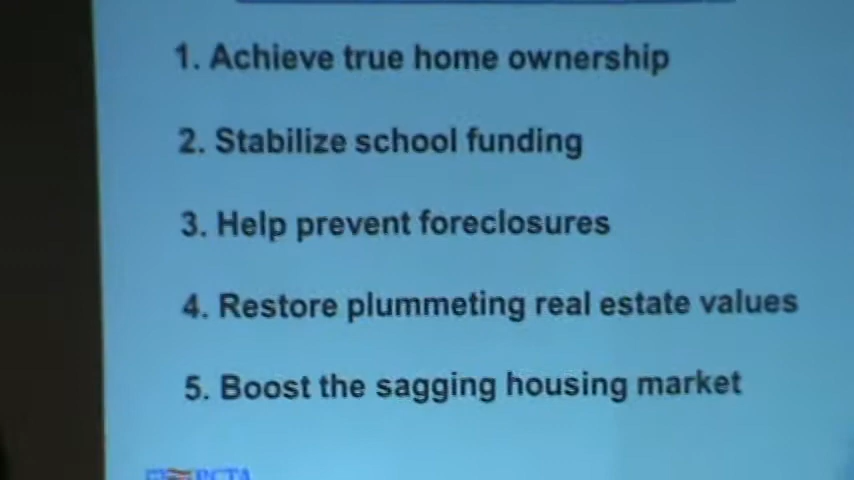 1. Achieve true home ownership
2. Stabilize school funding
3. Help prevent foreclosures
4. Restore plummeting real estate values
5. Boost the sagging housing market
PCTA